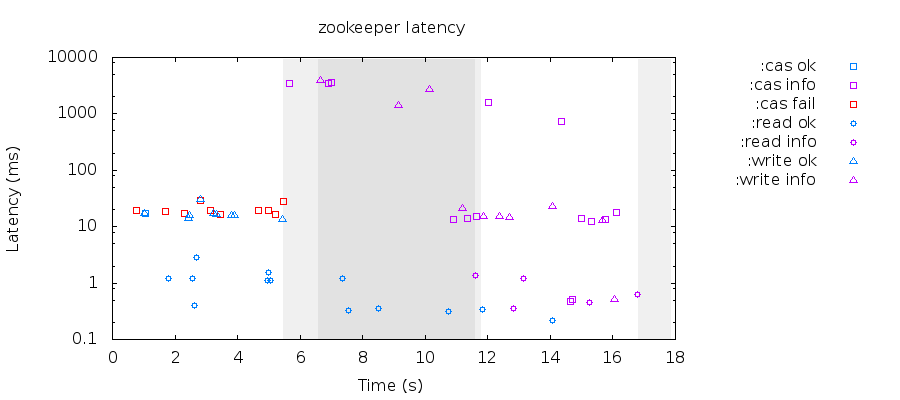 zookeeper latency
10000
1000
100
10
1
0.1
Latency (ms)
0 2 4 6 8 10 12 14 16 18
Time (s)
:cas ok
:cas info
:cas fail
:read ok
:read info
:write ok
:write info